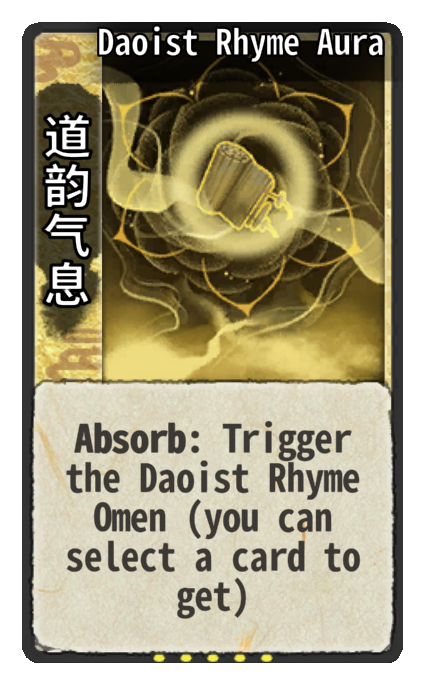 Daoist Rhyme Aura
道韵气息
Absorb: Trigger
the Daoist Rhyme
Omen (you can
select a card to
get)